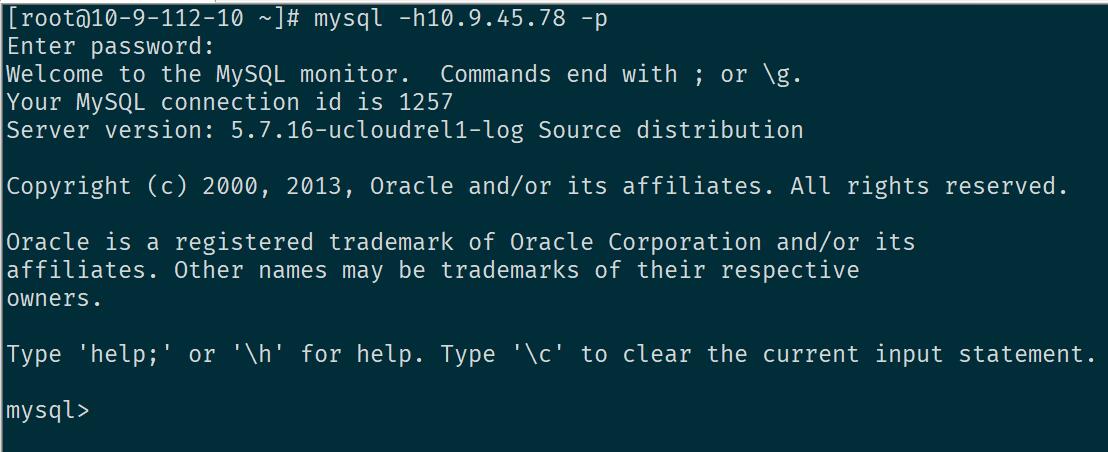 [root@10-9-112-10 ~]# mysql -h10.9.45.78 -p
Enter password:
Welcome to the MySQL monitor.  Commands end with ; or \g.
Your MySQL connection id is 1257
Server version: 5.7.16-ucloudrel1-log Source distribution

Copyright (c) 2000, 2013, Oracle and/or its affiliates. All rights reserved.

Oracle is a registered trademark of Oracle Corporation and/or its
affiliates. Other names may be trademarks of their respective
owners.

Type 'help;' or '\h' for help. Type '\c' to clear the current input statement.

mysql>